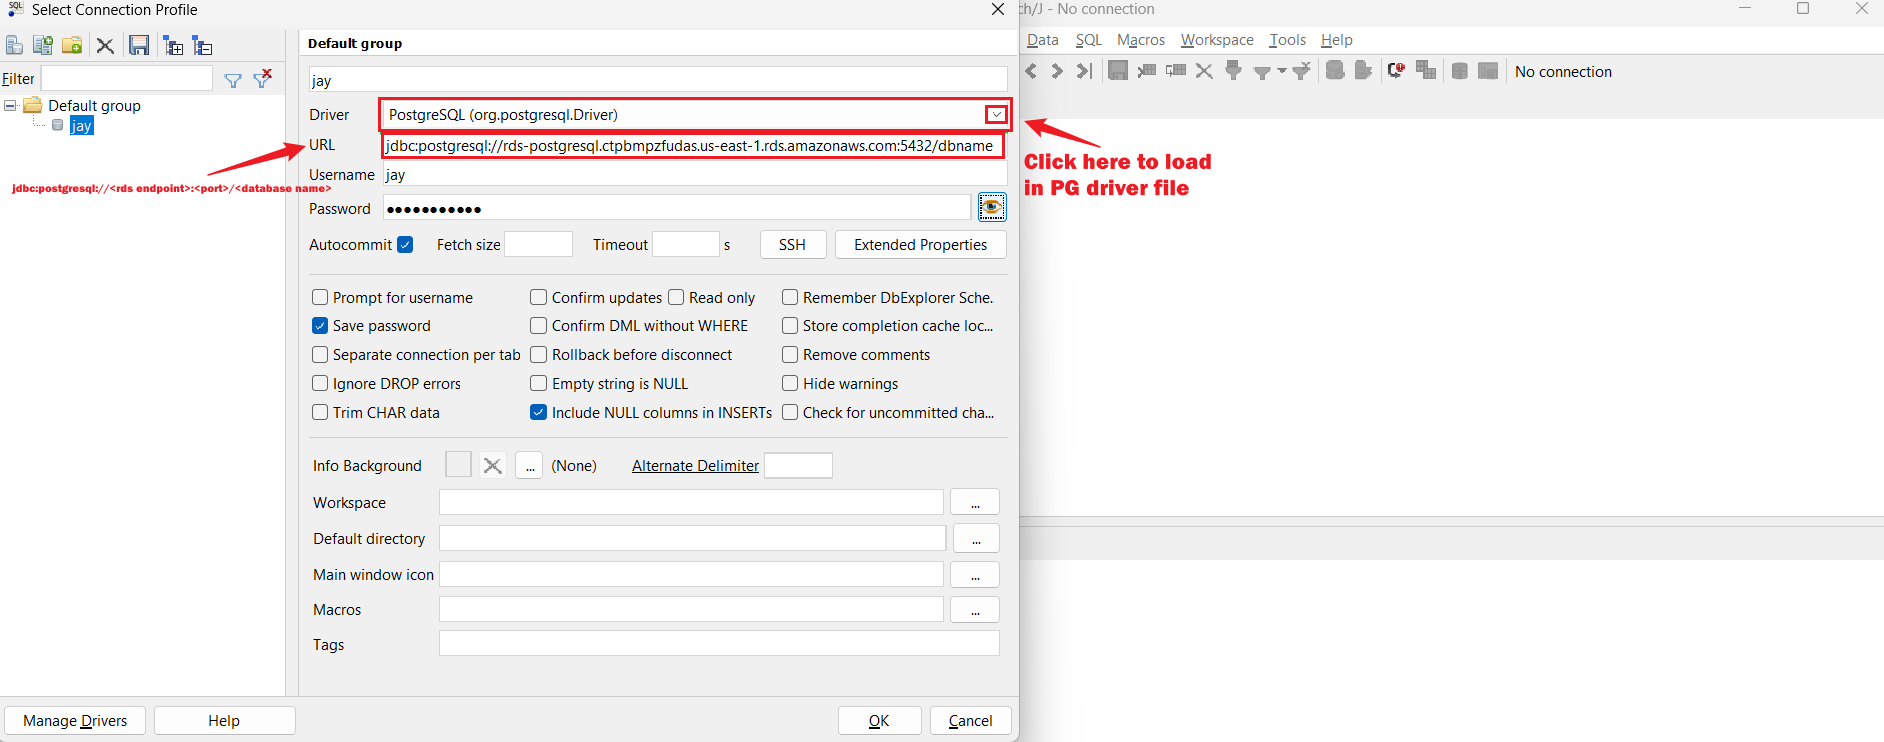 SQL Select Connection Profile
ch/J - No connection
Data SQL Macros Workspace Tools Help
No connection
Filter
Default group
jay
Default group
jay
Driver PostgreSQL (org.postgresql.Driver)
URL jdbc:postgresql://rds-postgresql.ctpbmpzfudas.us-east-1.rds.amazonaws.com:5432/dbname
Click here to load
in PG driver file
Username jay
jdbc:postgresql://<rds endpoint>:<port>/<database name>
Password
Autocommit Fetch size Timeout s SSH Extended Properties
Prompt for username Confirm updates Read only Remember DbExplorer Sche.
Save password Confirm DML without WHERE Store completion cache loc...
Separate connection per tab Rollback before disconnect Remove comments
Ignore DROP errors Empty string is NULL Hide warnings
Trim CHAR data Include NULL columns in INSERTs Check for uncommitted cha...
Info Background ... (None) Alternate Delimiter
Workspace ...
Default directory ...
Main window icon ...
Macros ...
Tags
Manage Drivers Help OK Cancel